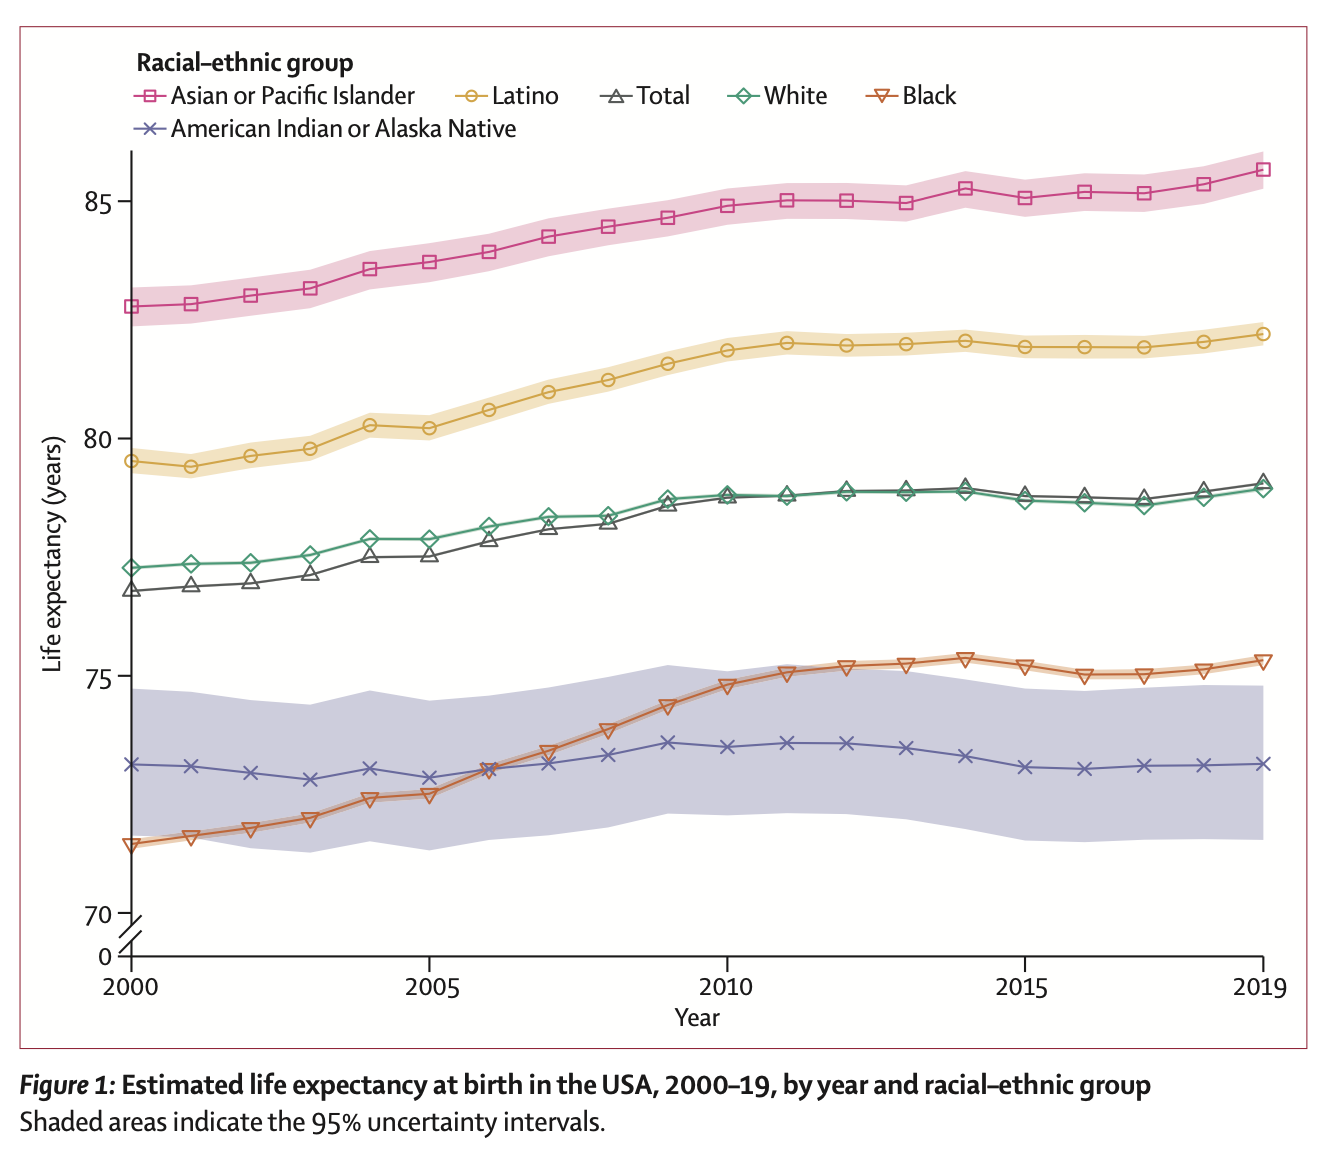 Racial–ethnic group
Asian or Pacific Islander Latino Total White Black
American Indian or Alaska Native
85
80
75
70
0
Life expectancy (years)
2000 2005 2010 2015 2019
Year
Figure 1: Estimated life expectancy at birth in the USA, 2000–19, by year and racial–ethnic group
Shaded areas indicate the 95% uncertainty intervals.